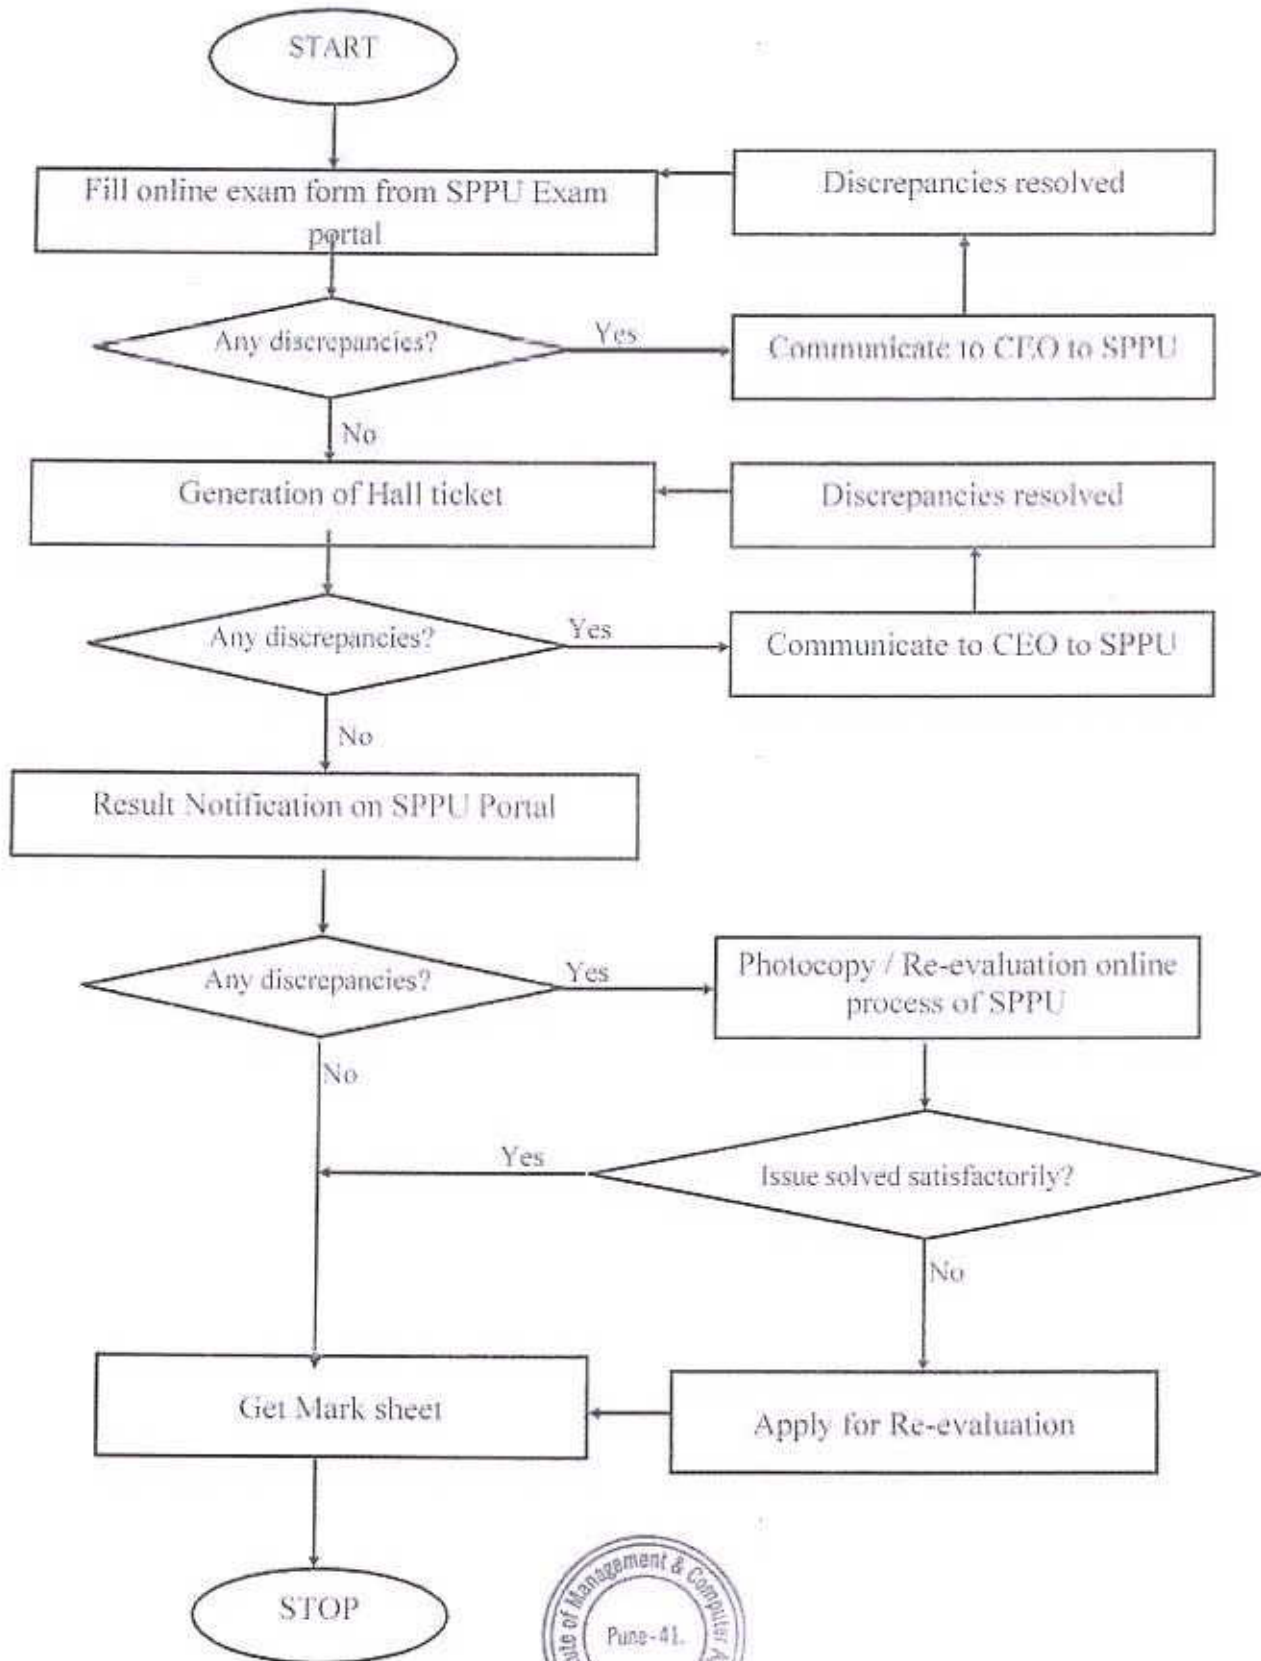 START
Fill online exam form from SPPU Exam
portal
Discrepancies resolved
Any discrepancies?
Yes
Communicate to CEO to SPPU
No
Generation of Hall ticket
Discrepancies resolved
Any discrepancies?
Yes
Communicate to CEO to SPPU
No
Result Notification on SPPU Portal
Any discrepancies?
Yes
Photocopy / Re-evaluation online
process of SPPU
No
Yes
Issue solved satisfactorily?
No
Get Mark sheet
Apply for Re-evaluation
STOP
of Management & Computer
Pune-41.